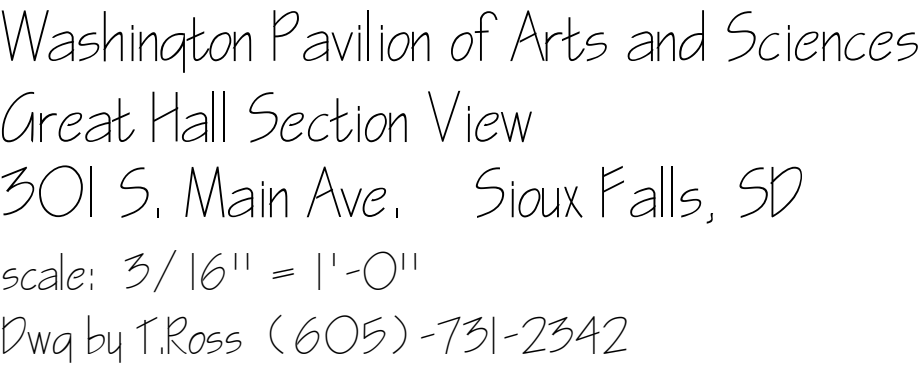 Washington Pavilion of Arts and Sciences
Great Hall Section View
301 S. Main Ave. Sioux Falls, SD
scale: 3/16" = 1'-0"
Dwg by T.Ross (605)-731-2342